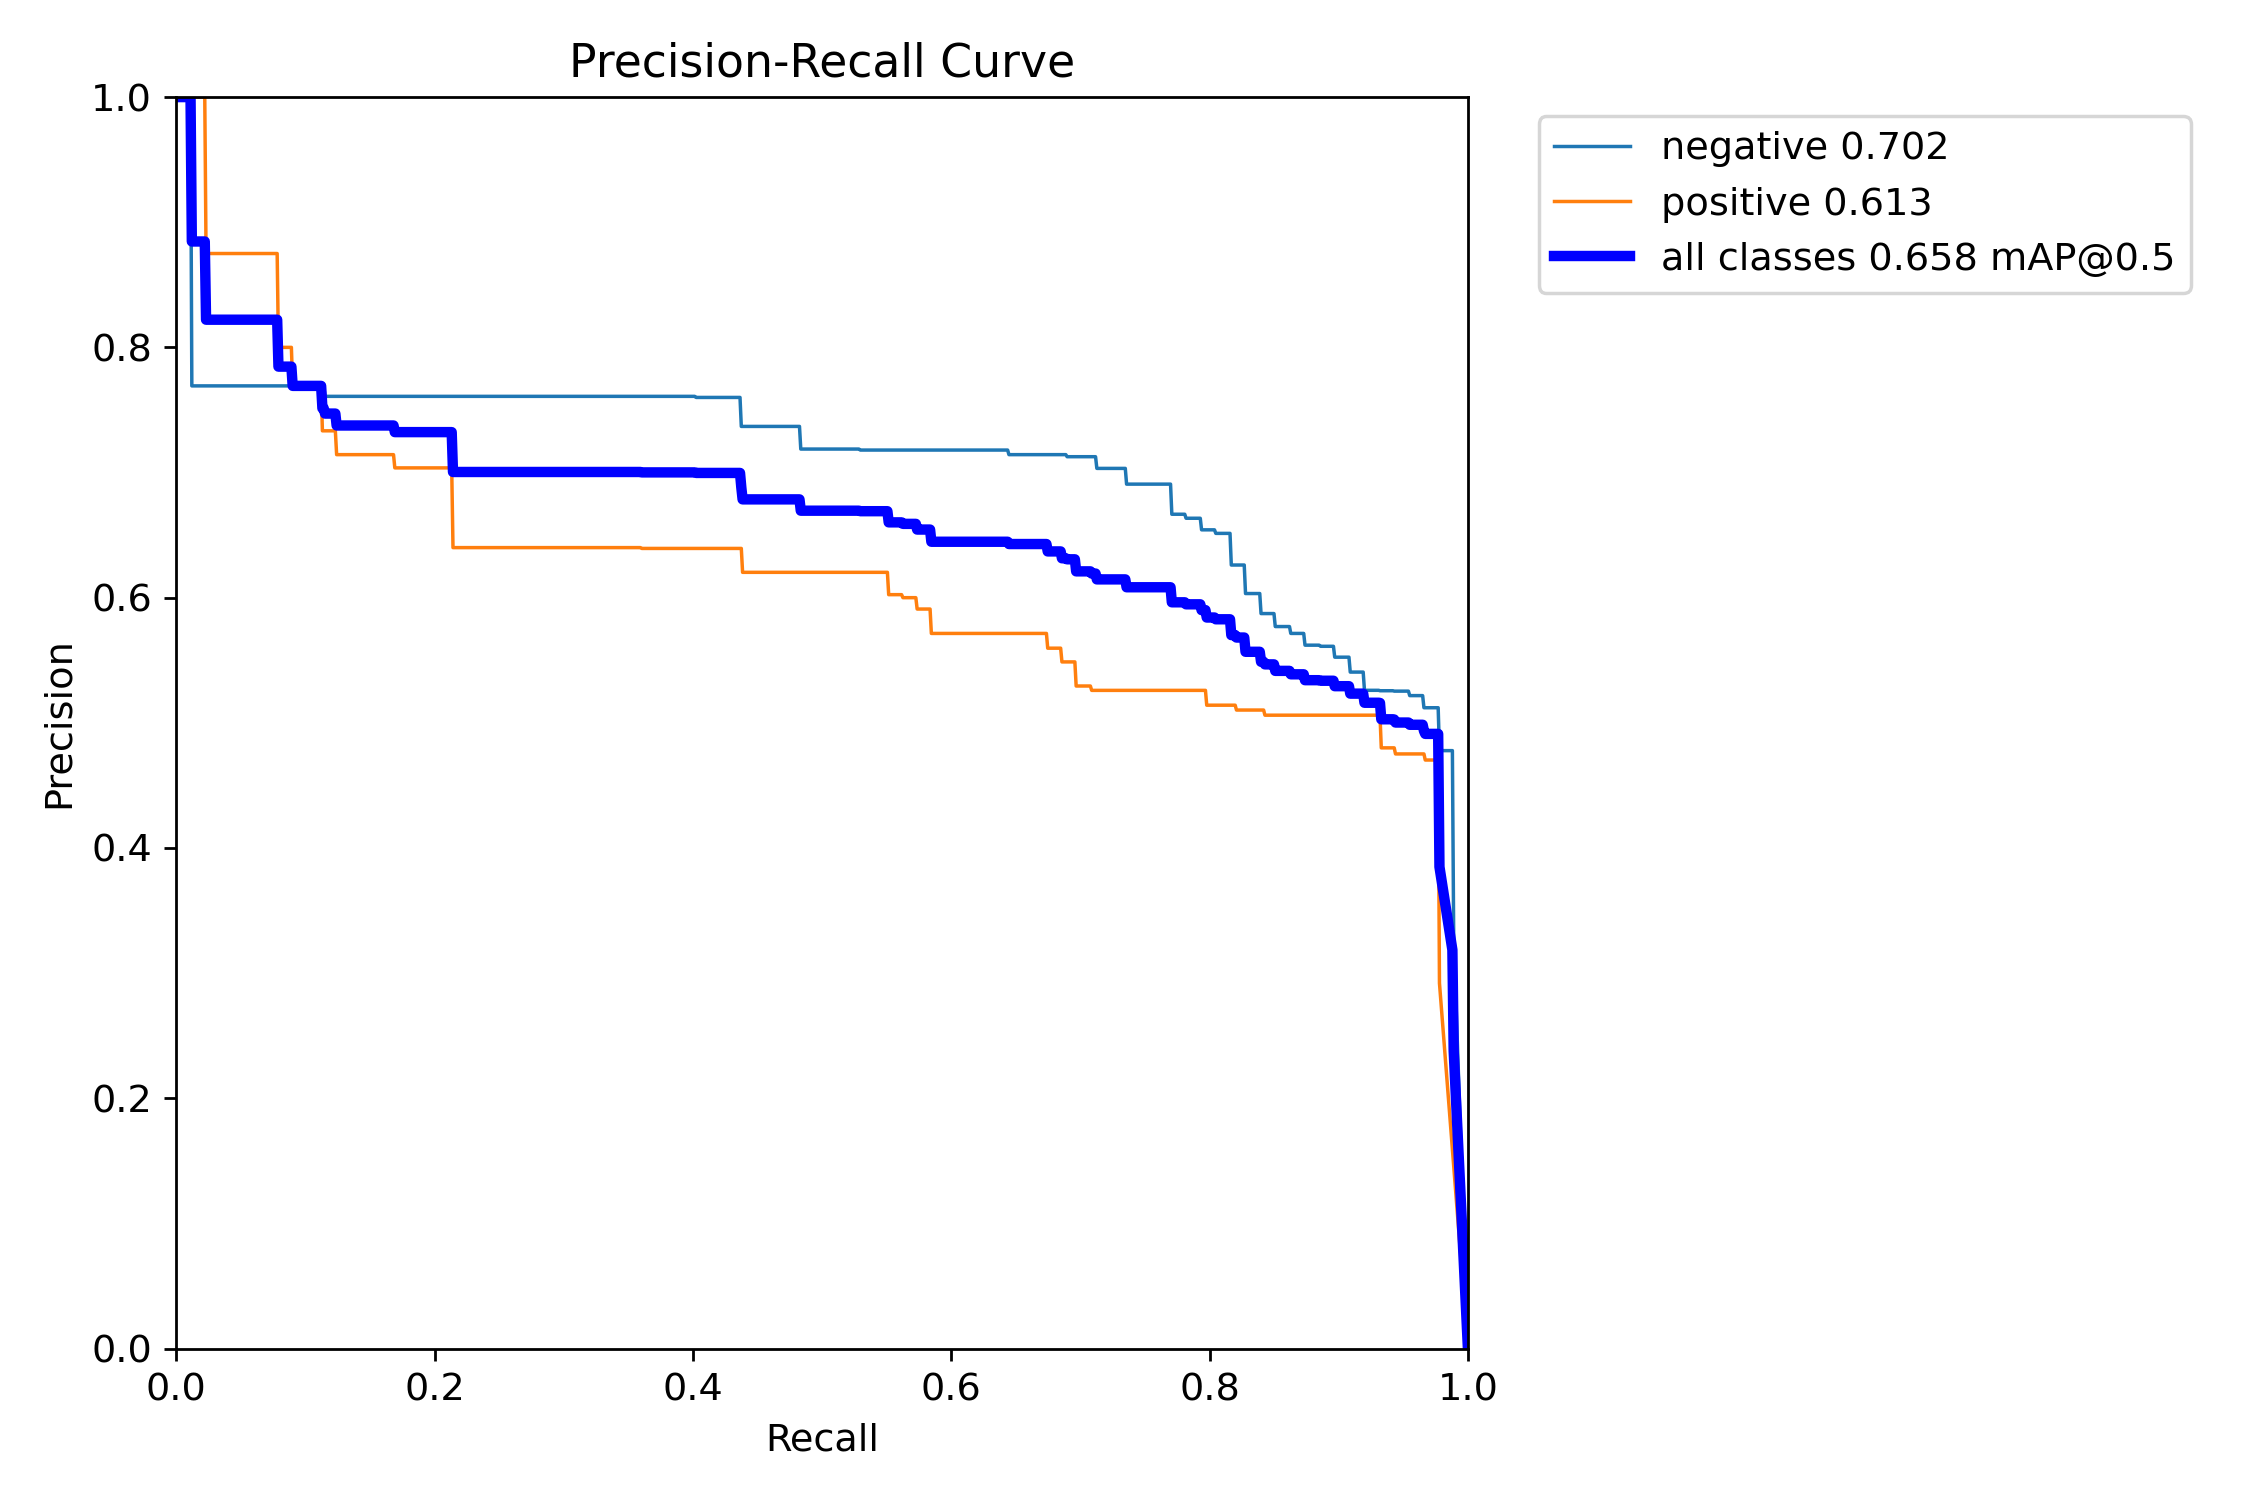 Precision-Recall Curve
negative 0.702
positive 0.613
all classes 0.658 mAP@0.5
1.0
0.8
0.6
0.4
0.2
0.0
Precision
0.0 0.2 0.4 0.6 0.8 1.0
Recall